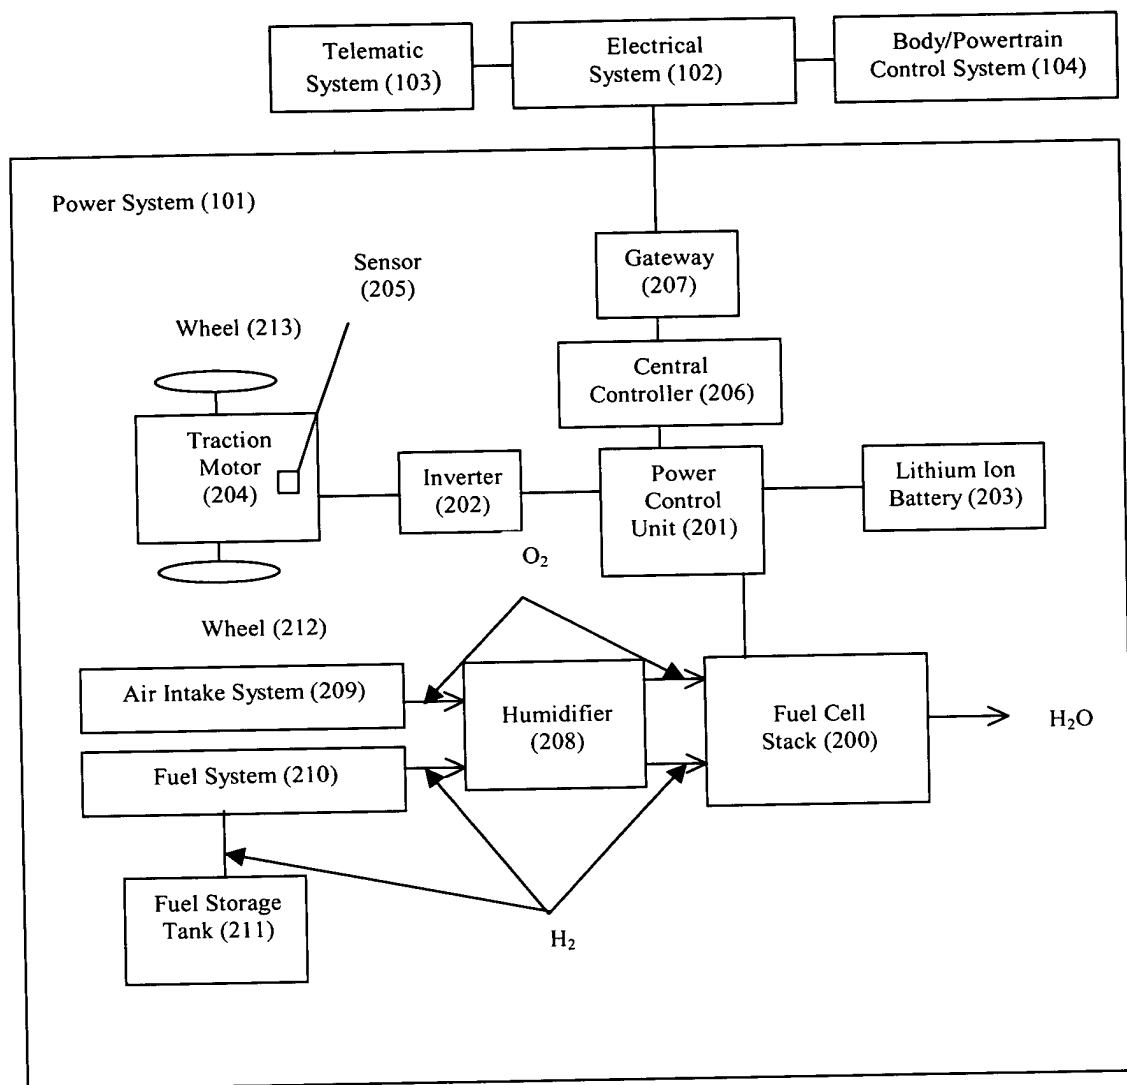 Telematic
System (103)
Electrical
System (102)
Body/Powertrain
Control System (104)
Power System (101)
Gateway
(207)
Sensor
(205)
Wheel (213)
Central
Controller (206)
Traction
Motor
(204)
Inverter
(202)
Power
Control
Unit (201)
Lithium Ion
Battery (203)
O₂
Wheel (212)
Air Intake System (209)
Humidifier
(208)
Fuel Cell
Stack (200)
H₂O
Fuel System (210)
Fuel Storage
Tank (211)
H₂